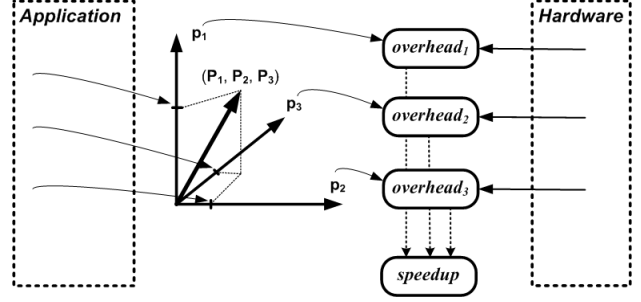 Application
Hardware
p₁
overhead₁
(P₁, P₂, P₃)
p₃
overhead₂
p₂
overhead₃
speedup